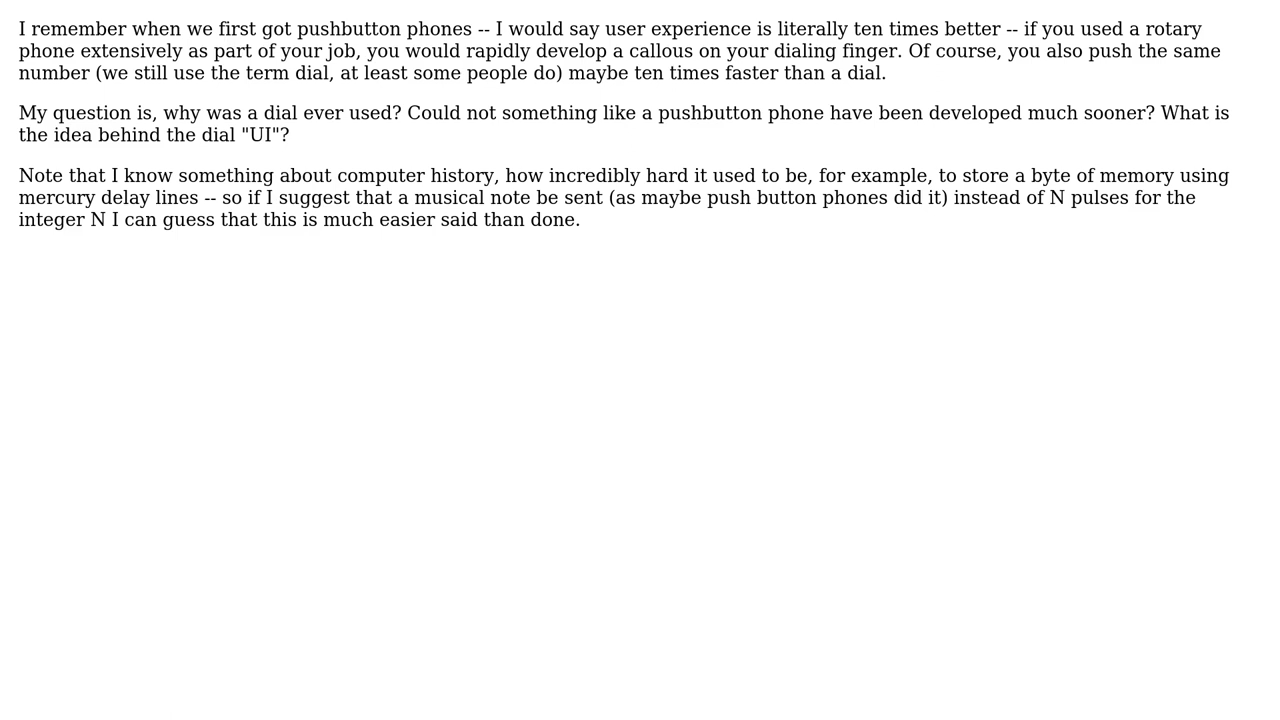 I remember when we first got pushbutton phones -- I would say user experience is literally ten times better -- if you used a rotary
phone extensively as part of your job, you would rapidly develop a callous on your dialing finger. Of course, you also push the same
number (we still use the term dial, at least some people do) maybe ten times faster than a dial.
My question is, why was a dial ever used? Could not something like a pushbutton phone have been developed much sooner? What is
the idea behind the dial "UI"?
Note that I know something about computer history, how incredibly hard it used to be, for example, to store a byte of memory using
mercury delay lines -- so if I suggest that a musical note be sent (as maybe push button phones did it) instead of N pulses for the
integer N I can guess that this is much easier said than done.